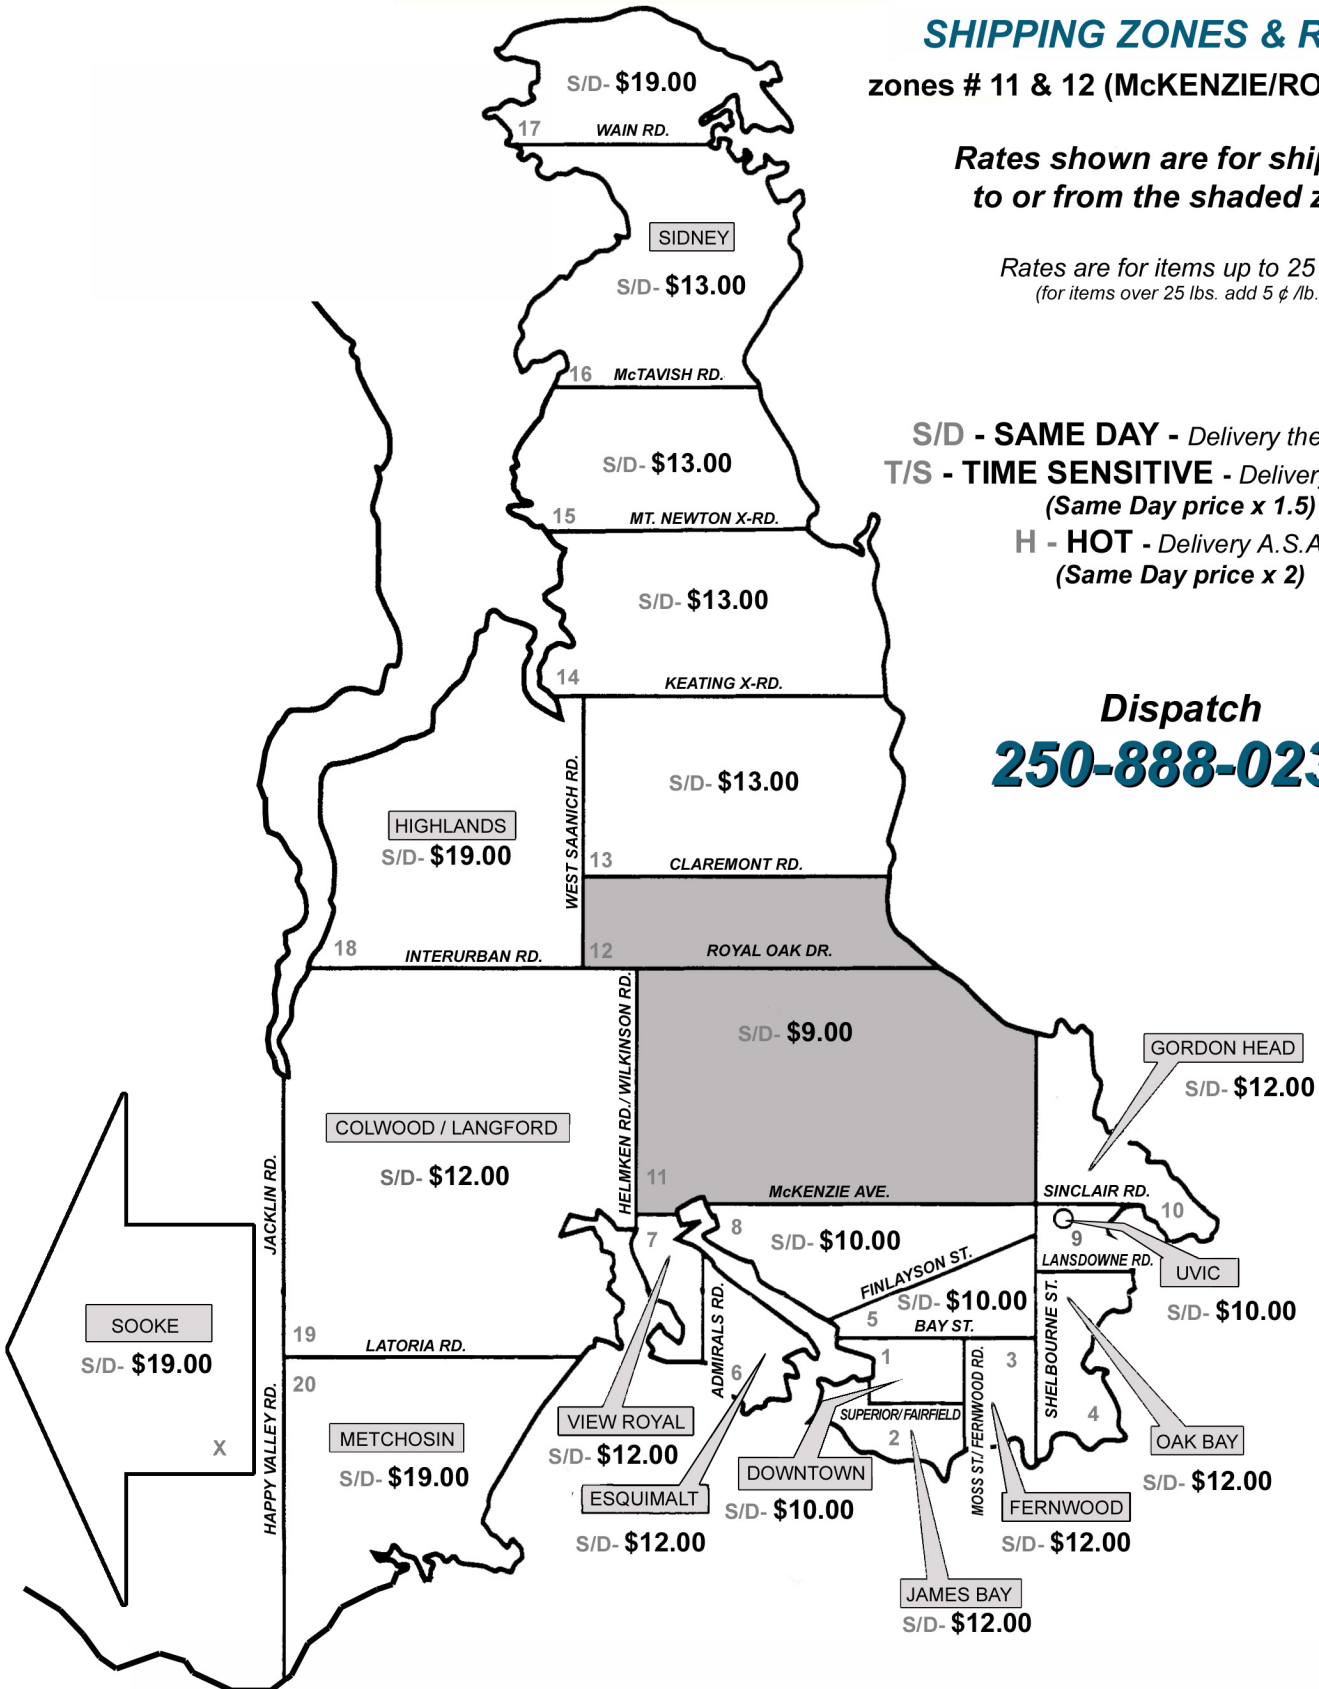 SHIPPING ZONES & R
zones # 11 & 12 (McKENZIE/RO
Rates shown are for ship
to or from the shaded z
Rates are for items up to 25
(for items over 25 lbs. add 5 ¢ /lb.
S/D - SAME DAY - Delivery the
T/S - TIME SENSITIVE - Deliver
(Same Day price x 1.5)
H - HOT - Delivery A.S.A
(Same Day price x 2)
Dispatch
250-888-023
S/D- $19.00
17
WAIN RD.
SIDNEY
S/D- $13.00
16
McTAVISH RD.
S/D- $13.00
15
MT. NEWTON X-RD.
S/D- $13.00
14
KEATING X-RD.
WEST SAANICH RD.
S/D- $13.00
13
CLAREMONT RD.
HIGHLANDS
S/D- $19.00
18
INTERURBAN RD.
12
ROYAL OAK DR.
HELMKEN RD./ WILKINSON RD.
S/D- $9.00
11
McKENZIE AVE.
GORDON HEAD
S/D- $12.00
SINCLAIR RD.
10
COLWOOD / LANGFORD
S/D- $12.00
JACKLIN RD.
19
LATORIA RD.
SOOKE
S/D- $19.00
X
HAPPY VALLEY RD.
20
METCHOSIN
S/D- $19.00
7
8
S/D- $10.00
FINLAYSON ST.
9
LANSDOWNE RD.
UVIC
S/D- $10.00
5
S/D- $10.00
BAY ST.
ADMIRALS RD.
6
1
3
SHELBOURNE ST.
4
SUPERIOR/ FAIRFIELD
2
MOSS ST./ FERNWOOD RD.
VIEW ROYAL
S/D- $12.00
ESQUIMALT
S/D- $12.00
DOWNTOWN
S/D- $10.00
OAK BAY
S/D- $12.00
FERNWOOD
S/D- $12.00
JAMES BAY
S/D- $12.00